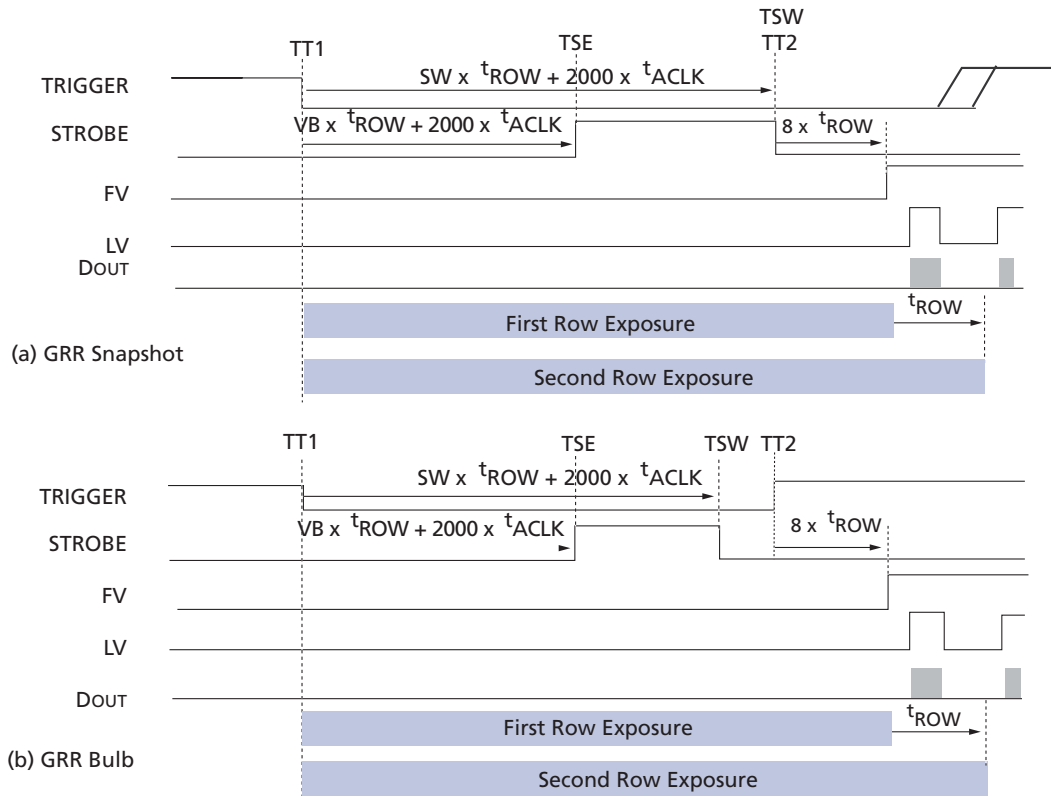 TSW
TT1 TSE TT2
TRIGGER SW x tROW + 2000 x tACLK
STROBE VB x tROW + 2000 x tACLK 8 x tROW
FV
LV
DOUT
First Row Exposure tROW
(a) GRR Snapshot
Second Row Exposure
TT1 TSE TSW TT2
TRIGGER SW x tROW + 2000 x tACLK
STROBE VB x tROW + 2000 x tACLK 8 x tROW
FV
LV
DOUT
First Row Exposure tROW
(b) GRR Bulb
Second Row Exposure